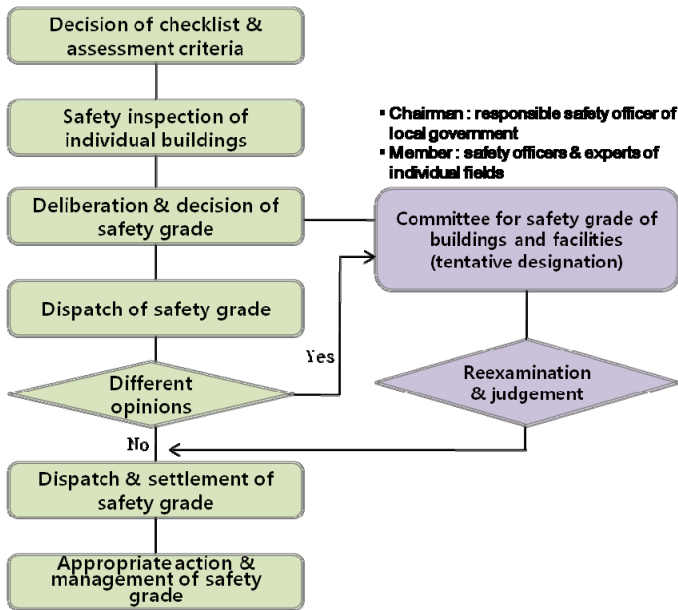 Decision of checklist &
assessment criteria
Safety inspection of
individual buildings
▪ Chairman : responsible safety officer of
local government
▪ Member : safety officers & experts of
individual fields
Deliberation & decision of
safety grade
Committee for safety grade of
buildings and facilities
(tentative designation)
Dispatch of safety grade
Yes
Different
opinions
Reexamination
& judgement
No
Dispatch & settlement of
safety grade
Appropriate action &
management of safety
grade